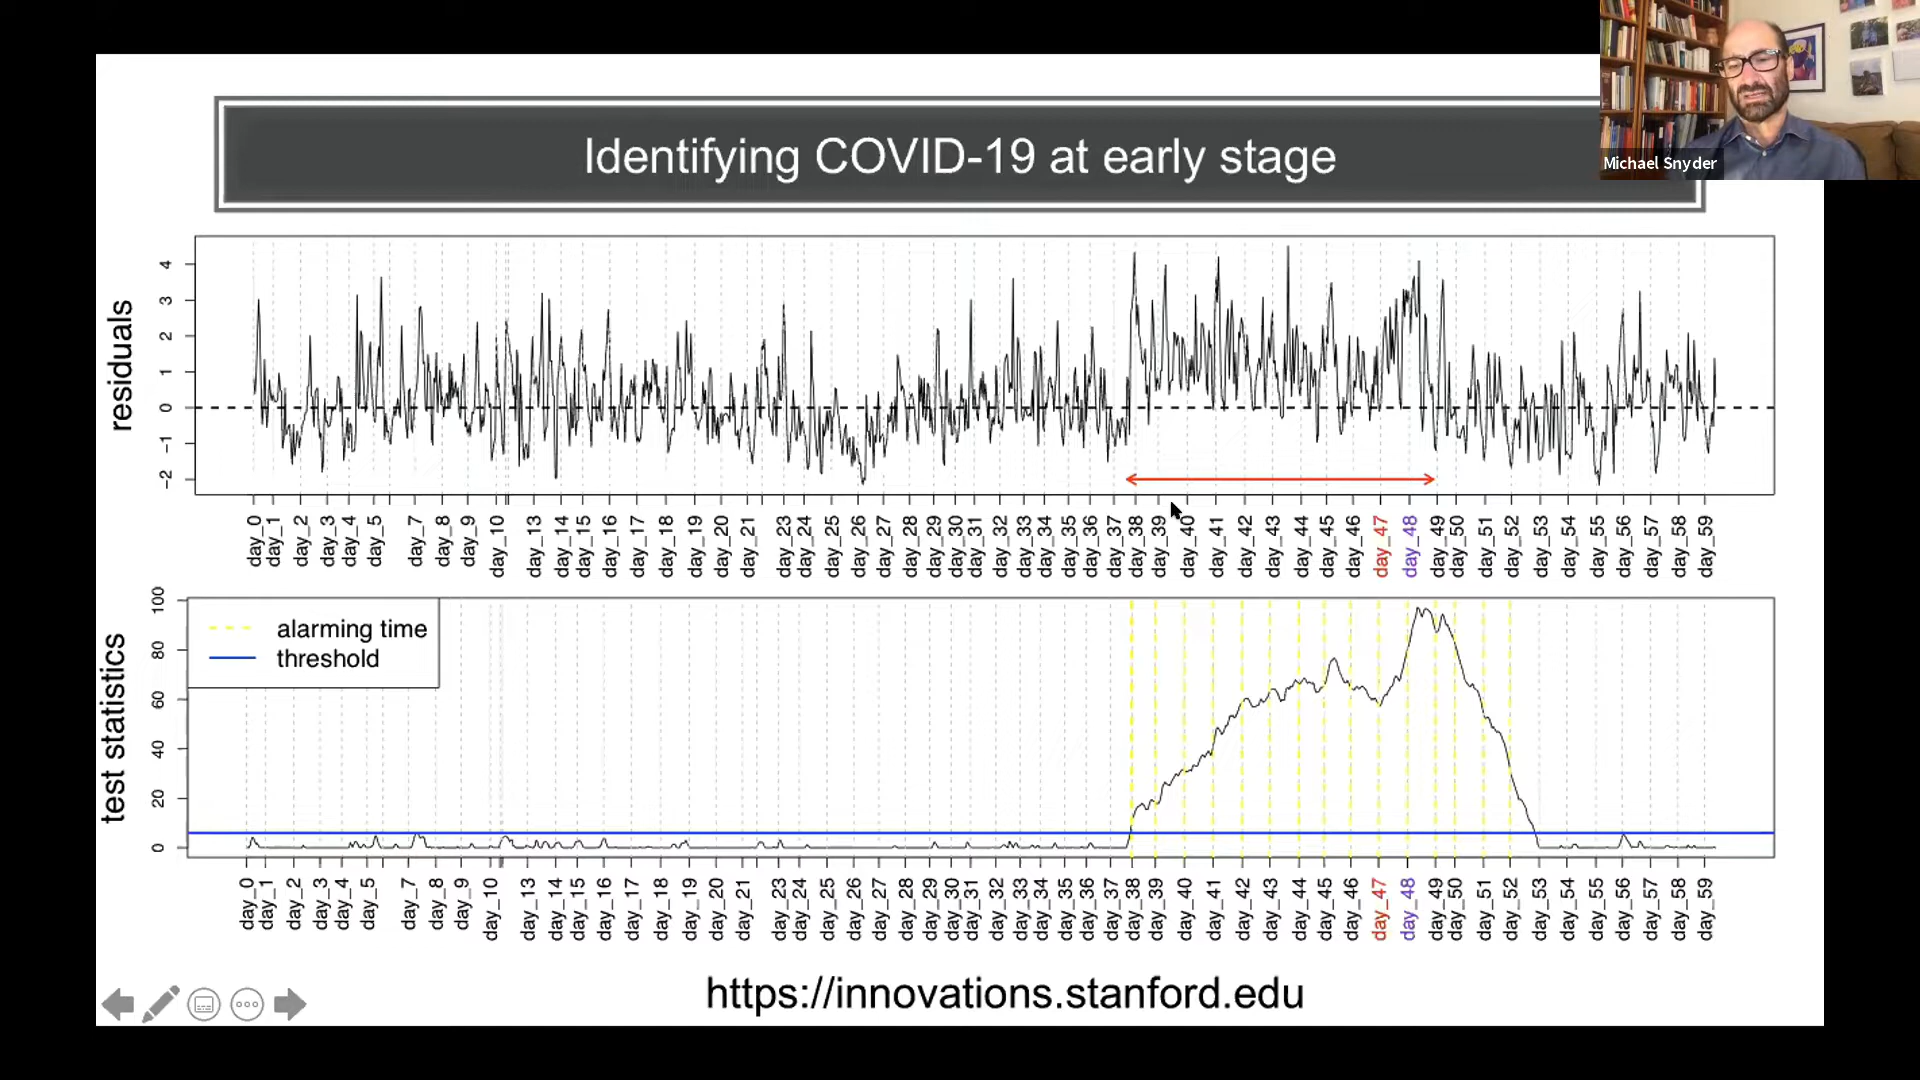 Michael Snyder
Identifying COVID-19 at early stage
residuals
4
3
2
1
0
−1
−2
day_0 day_1 day_2 day_3 day_4 day_5 day_7 day_8 day_9 day_10 day_13 day_14 day_15 day_16 day_17 day_18 day_19 day_20 day_21 day_23 day_24 day_25 day_26 day_27 day_28 day_29 day_30 day_31 day_32 day_33 day_34 day_35 day_36 day_37 day_38 day_39 day_40 day_41 day_42 day_43 day_44 day_45 day_46 day_47 day_48 day_49 day_50 day_51 day_52 day_53 day_54 day_55 day_56 day_57 day_58 day_59
test statistics
100
80
60
40
20
0
alarming time
threshold
day_0 day_1 day_2 day_3 day_4 day_5 day_7 day_8 day_9 day_10 day_13 day_14 day_15 day_16 day_17 day_18 day_19 day_20 day_21 day_23 day_24 day_25 day_26 day_27 day_28 day_29 day_30 day_31 day_32 day_33 day_34 day_35 day_36 day_37 day_38 day_39 day_40 day_41 day_42 day_43 day_44 day_45 day_46 day_47 day_48 day_49 day_50 day_51 day_52 day_53 day_54 day_55 day_56 day_57 day_58 day_59
https://innovations.stanford.edu